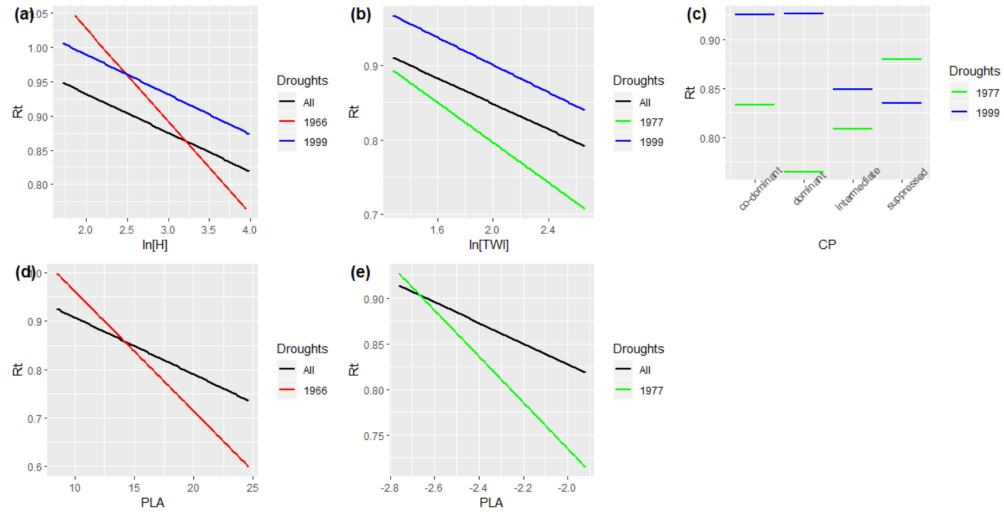 (a)
1.05
1.00
0.95
0.90
0.85
0.80
Rt
2.0 2.5 3.0 3.5 4.0
ln[H]
Droughts
All
1966
1999
(b)
0.9
0.8
0.7
Rt
1.6 2.0 2.4
ln[TWI]
Droughts
All
1977
1999
(c)
0.90
0.85
0.80
Rt
co-dominant dominant intermediate suppressed
CP
Droughts
1977
1999
(d)
0.9
0.8
0.7
0.6
Rt
10 15 20 25
PLA
Droughts
All
1966
(e)
0.90
0.85
0.80
0.75
Rt
-2.8 -2.6 -2.4 -2.2 -2.0
PLA
Droughts
All
1977